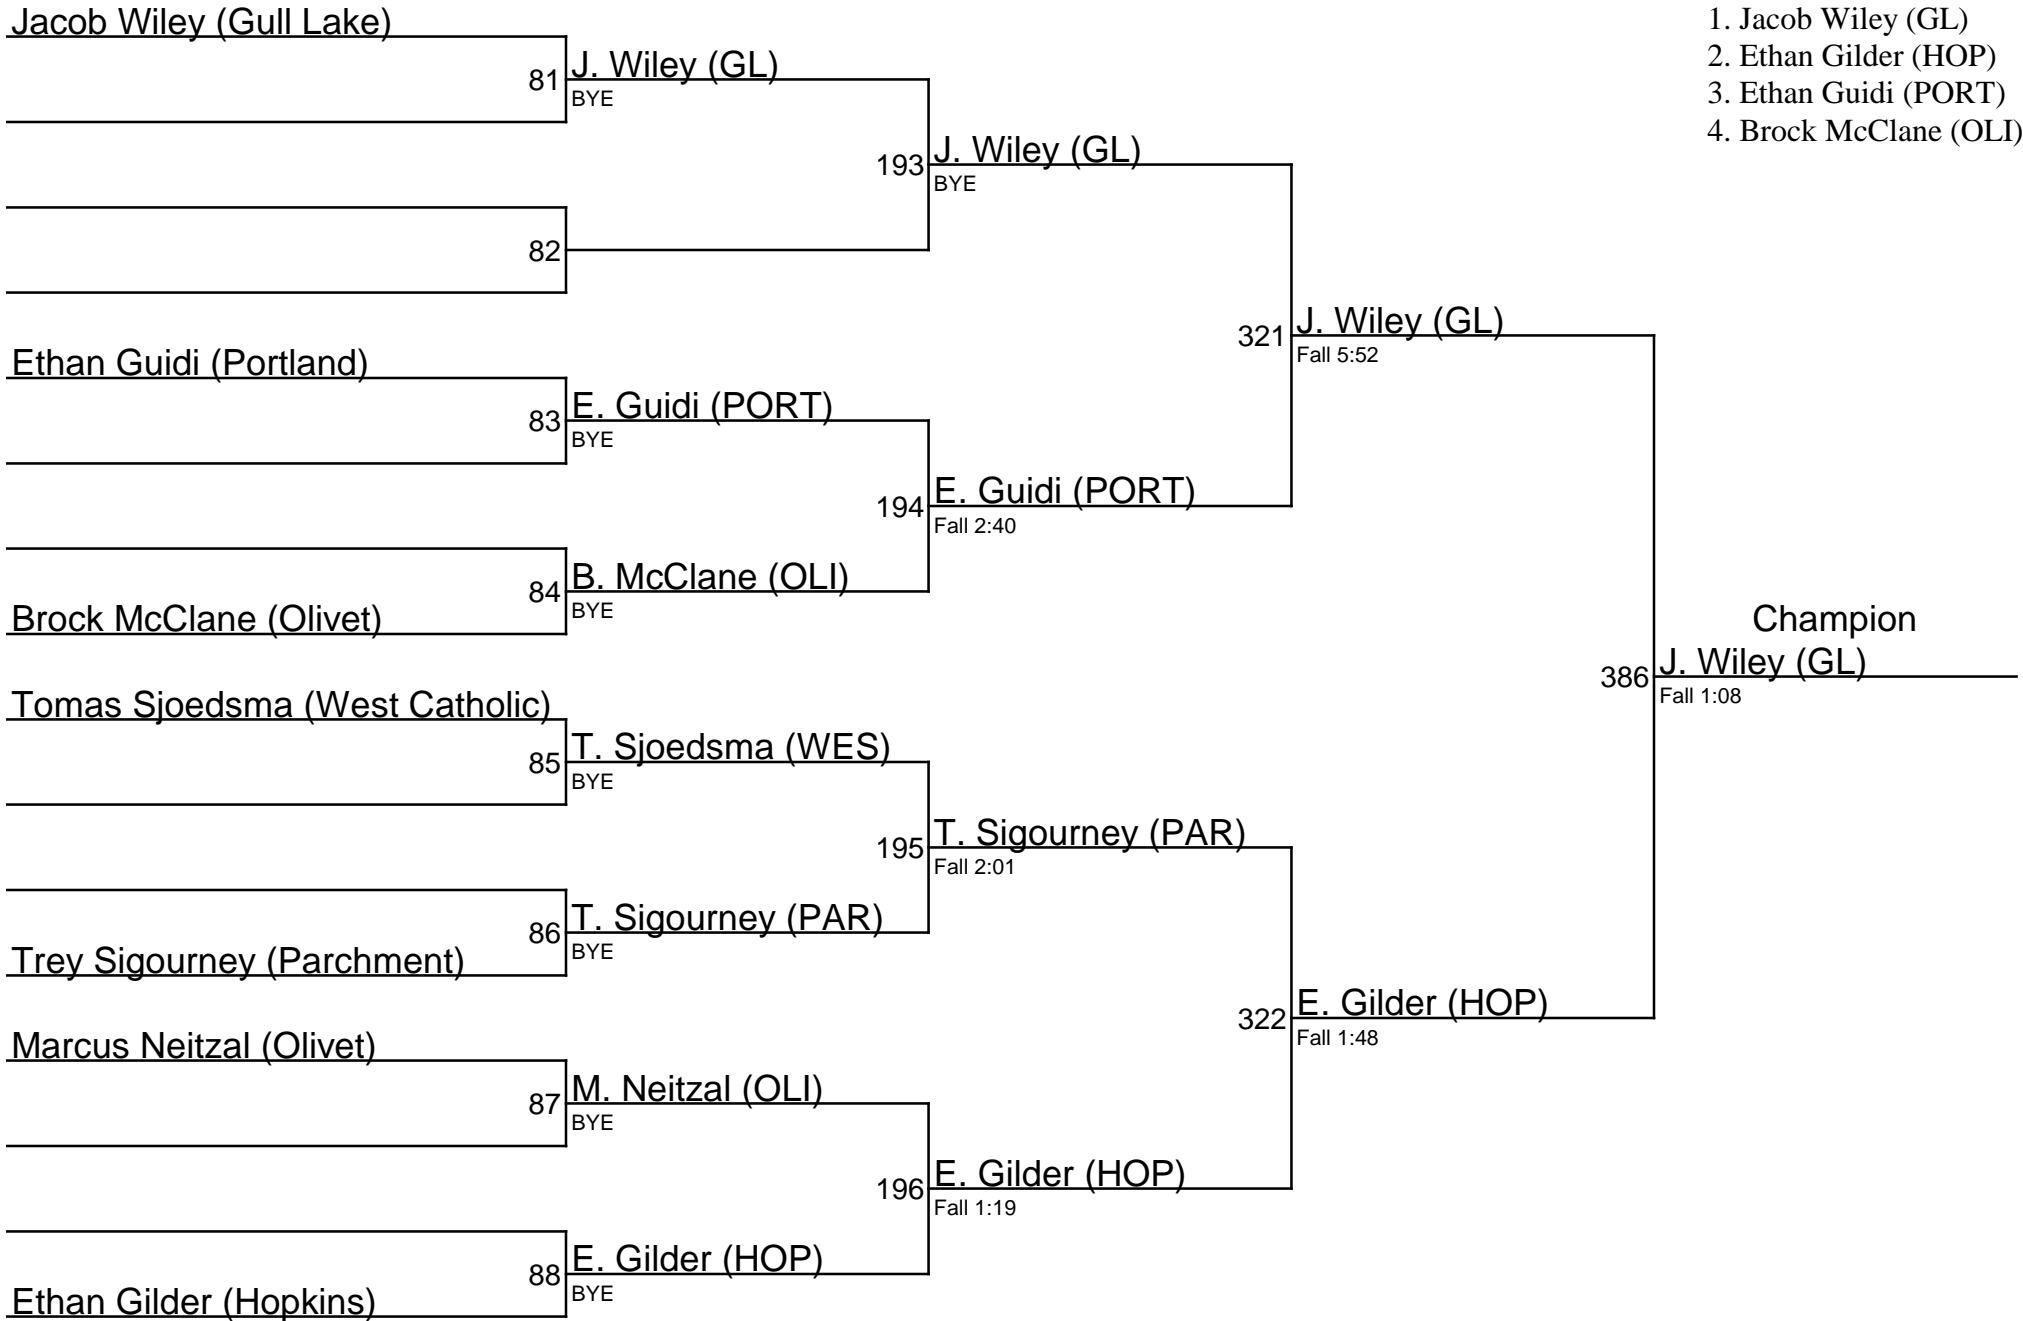 Jacob Wiley (Gull Lake)
81
J. Wiley (GL)
BYE
193
J. Wiley (GL)
BYE
82
321
J. Wiley (GL)
Fall 5:52
Ethan Guidi (Portland)
83
E. Guidi (PORT)
BYE
194
E. Guidi (PORT)
Fall 2:40
84
B. McClane (OLI)
BYE
Brock McClane (Olivet)
Champion
386
J. Wiley (GL)
Fall 1:08
Tomas Sjoedsma (West Catholic)
85
T. Sjoedsma (WES)
BYE
195
T. Sigourney (PAR)
Fall 2:01
86
T. Sigourney (PAR)
BYE
Trey Sigourney (Parchment)
322
E. Gilder (HOP)
Fall 1:48
Marcus Neitzal (Olivet)
87
M. Neitzal (OLI)
BYE
196
E. Gilder (HOP)
Fall 1:19
88
E. Gilder (HOP)
BYE
Ethan Gilder (Hopkins)
1. Jacob Wiley (GL)
2. Ethan Gilder (HOP)
3. Ethan Guidi (PORT)
4. Brock McClane (OLI)